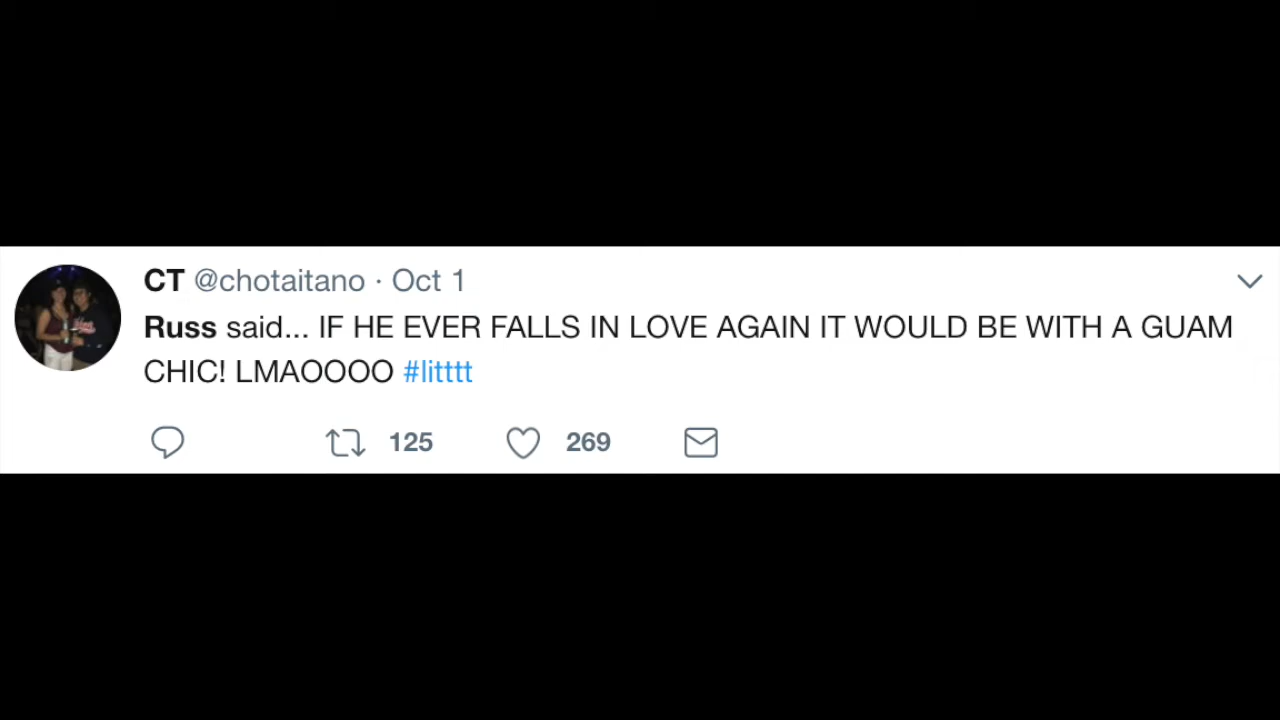 CT @chotaitano · Oct 1
Russ said... IF HE EVER FALLS IN LOVE AGAIN IT WOULD BE WITH A GUAM
CHIC! LMAOOOO #litttt
125 269